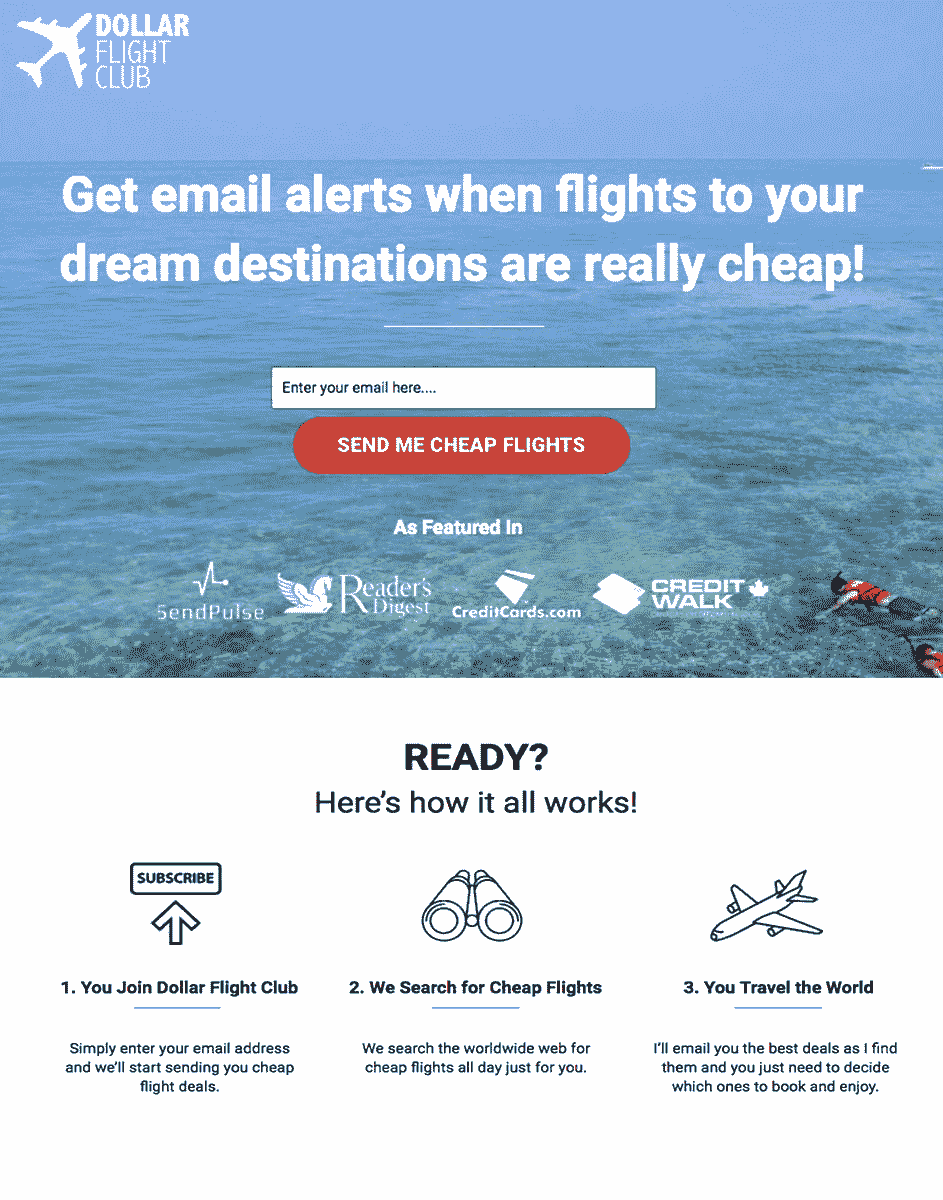 DOLLAR
FLIGHT
CLUB
Get email alerts when flights to your
dream destinations are really cheap!
Enter your email here....
SEND ME CHEAP FLIGHTS
As Featured In
SendPulse
Reader's
Digest
CreditCards.com
CREDIT
WALK
READY?
Here's how it all works!
SUBSCRIBE
1. You Join Dollar Flight Club
Simply enter your email address
and we'll start sending you cheap
flight deals.
2. We Search for Cheap Flights
We search the worldwide web for
cheap flights all day just for you.
3. You Travel the World
I'll email you the best deals as I find
them and you just need to decide
which ones to book and enjoy.